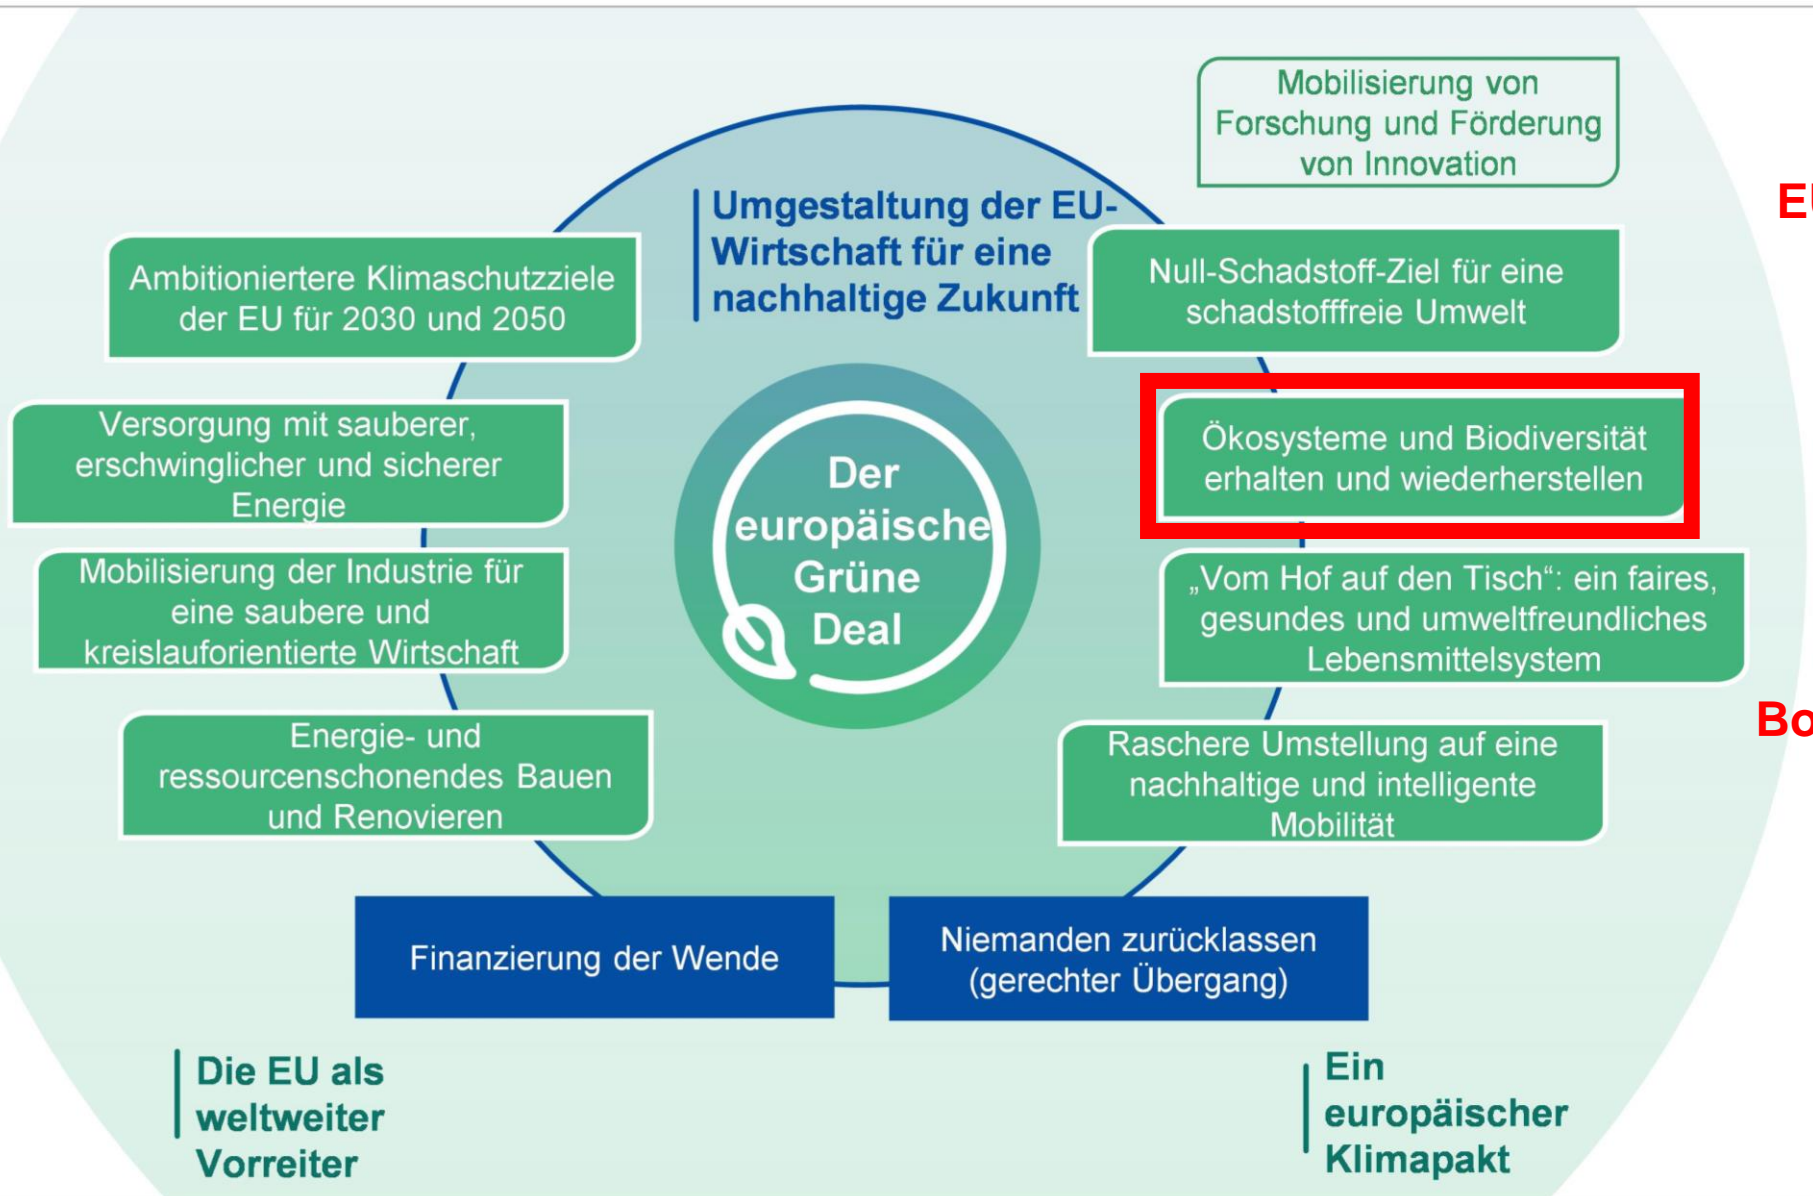 Mobilisierung von
Forschung und Förderung
von Innovation
Umgestaltung der EU-
Wirtschaft für eine
nachhaltige Zukunft
Ambitioniertere Klimaschutzziele
der EU für 2030 und 2050
Null-Schadstoff-Ziel für eine
schadstofffreie Umwelt
Versorgung mit sauberer,
erschwinglicher und sicherer
Energie
Ökosysteme und Biodiversität
erhalten und wiederherstellen
Der
europäische
Grüne
Deal
Mobilisierung der Industrie für
eine saubere und
kreislauforientierte Wirtschaft
„Vom Hof auf den Tisch“: ein faires,
gesundes und umweltfreundliches
Lebensmittelsystem
Energie- und
ressourcenschonendes Bauen
und Renovieren
Raschere Umstellung auf eine
nachhaltige und intelligente
Mobilität
Finanzierung der Wende
Niemanden zurücklassen
(gerechter Übergang)
Die EU als
weltweiter
Vorreiter
Ein
europäischer
Klimapakt